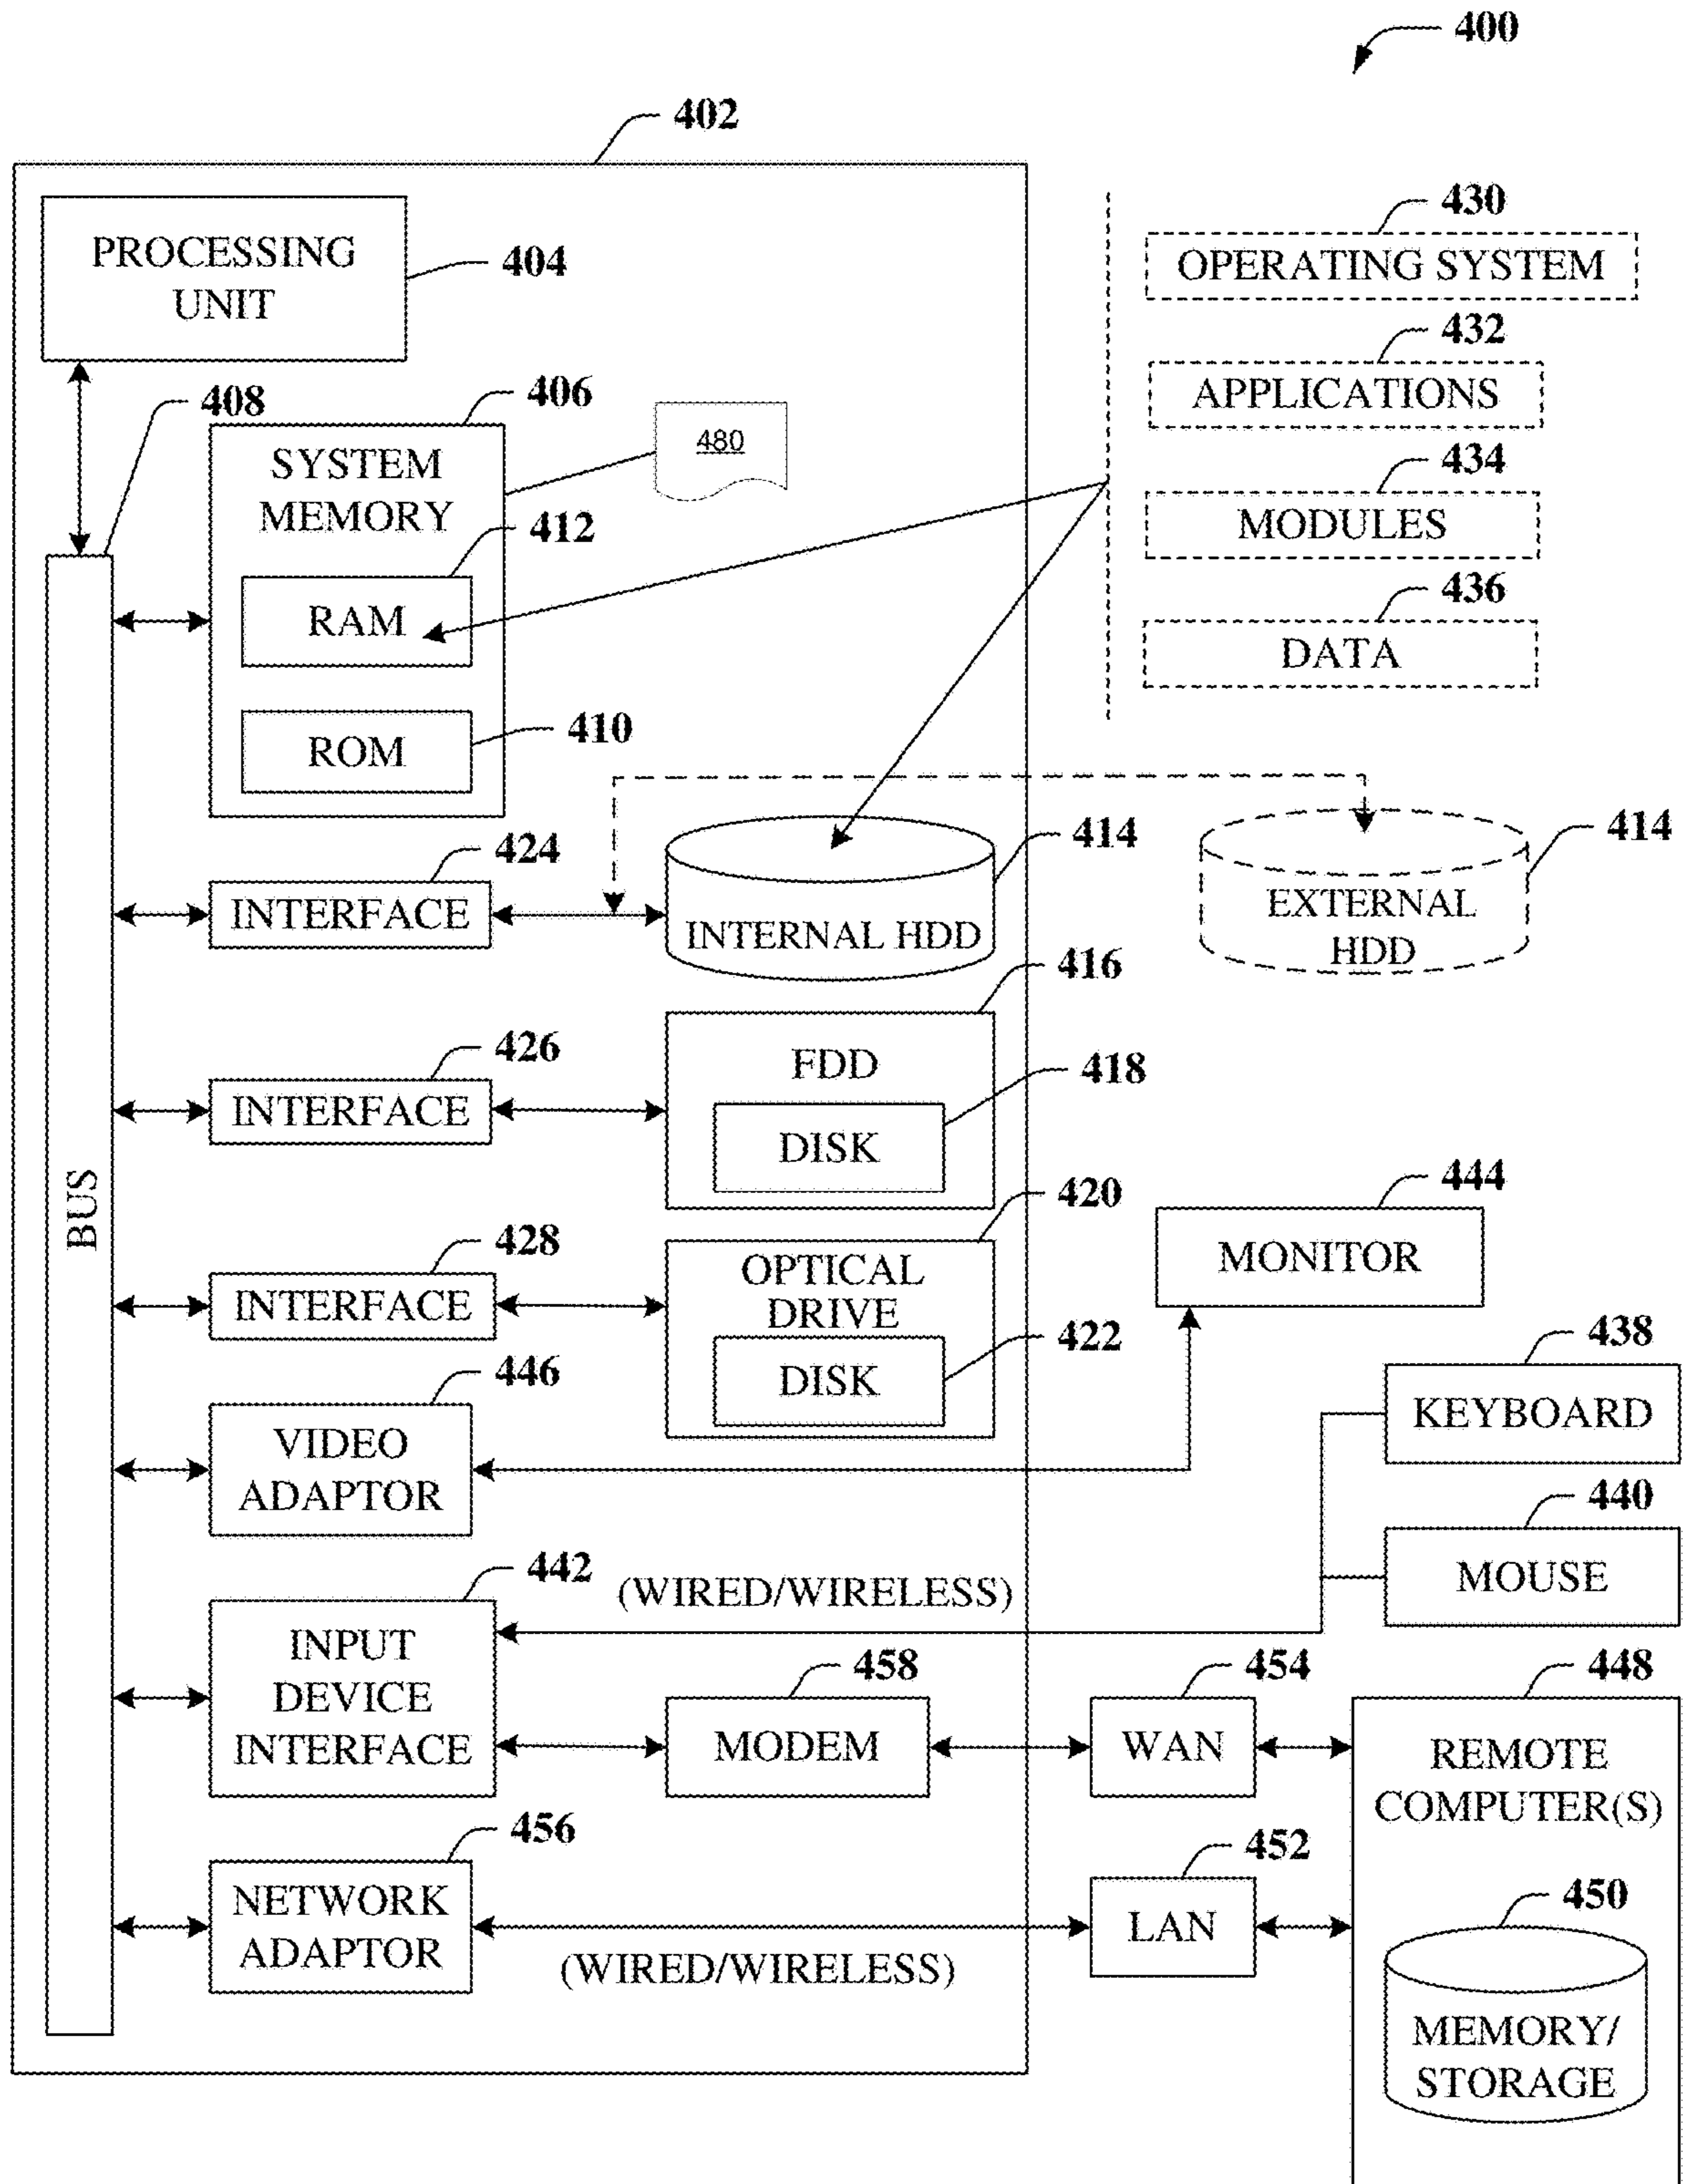 400
402
PROCESSING
UNIT
404
430
OPERATING SYSTEM
432
APPLICATIONS
434
MODULES
436
DATA
408
406
480
SYSTEM
MEMORY
412
RAM
410
ROM
424
INTERFACE
414
INTERNAL HDD
414
EXTERNAL
HDD
416
426
INTERFACE
FDD
418
DISK
BUS
420
428
INTERFACE
OPTICAL
DRIVE
422
DISK
444
MONITOR
438
KEYBOARD
446
VIDEO
ADAPTOR
440
MOUSE
442
(WIRED/WIRELESS)
INPUT
DEVICE
INTERFACE
458
MODEM
454
WAN
448
REMOTE
COMPUTER(S)
456
NETWORK
ADAPTOR
(WIRED/WIRELESS)
452
LAN
450
MEMORY/
STORAGE